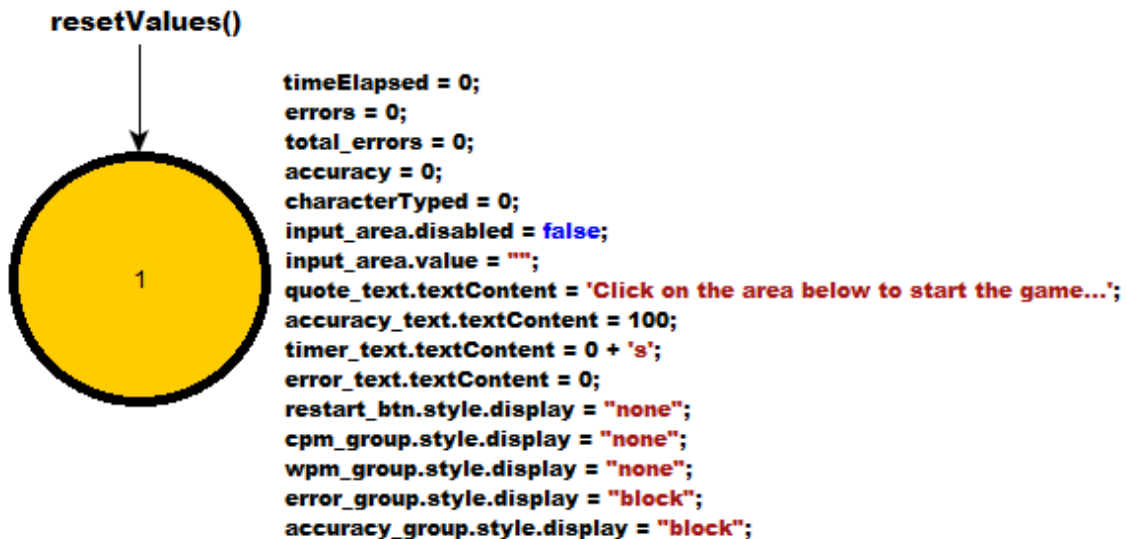 resetValues()
timeElapsed = 0;
errors = 0;
total_errors = 0;
accuracy = 0;
characterTyped = 0;
input_area.disabled = false;
input_area.value = "";
quote_text.textContent = 'Click on the area below to start the game...';
accuracy_text.textContent = 100;
timer_text.textContent = 0 + 's';
error_text.textContent = 0;
restart_btn.style.display = "none";
cpm_group.style.display = "none";
wpm_group.style.display = "none";
error_group.style.display = "block";
accuracy_group.style.display = "block";
1